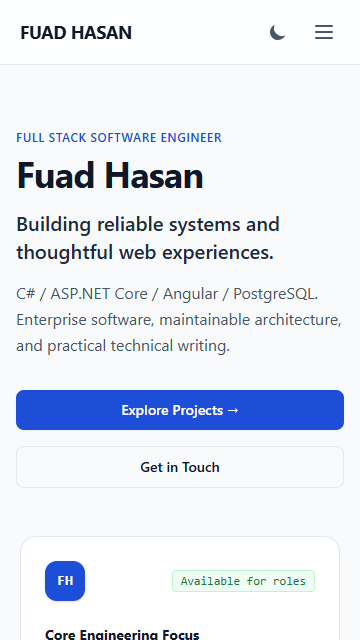 FUAD HASAN
FULL STACK SOFTWARE ENGINEER
Fuad Hasan
Building reliable systems and
thoughtful web experiences.
C# / ASP.NET Core / Angular / PostgreSQL.
Enterprise software, maintainable architecture,
and practical technical writing.
Explore Projects →
Get in Touch
FH
Available for roles
Core Engineering Focus